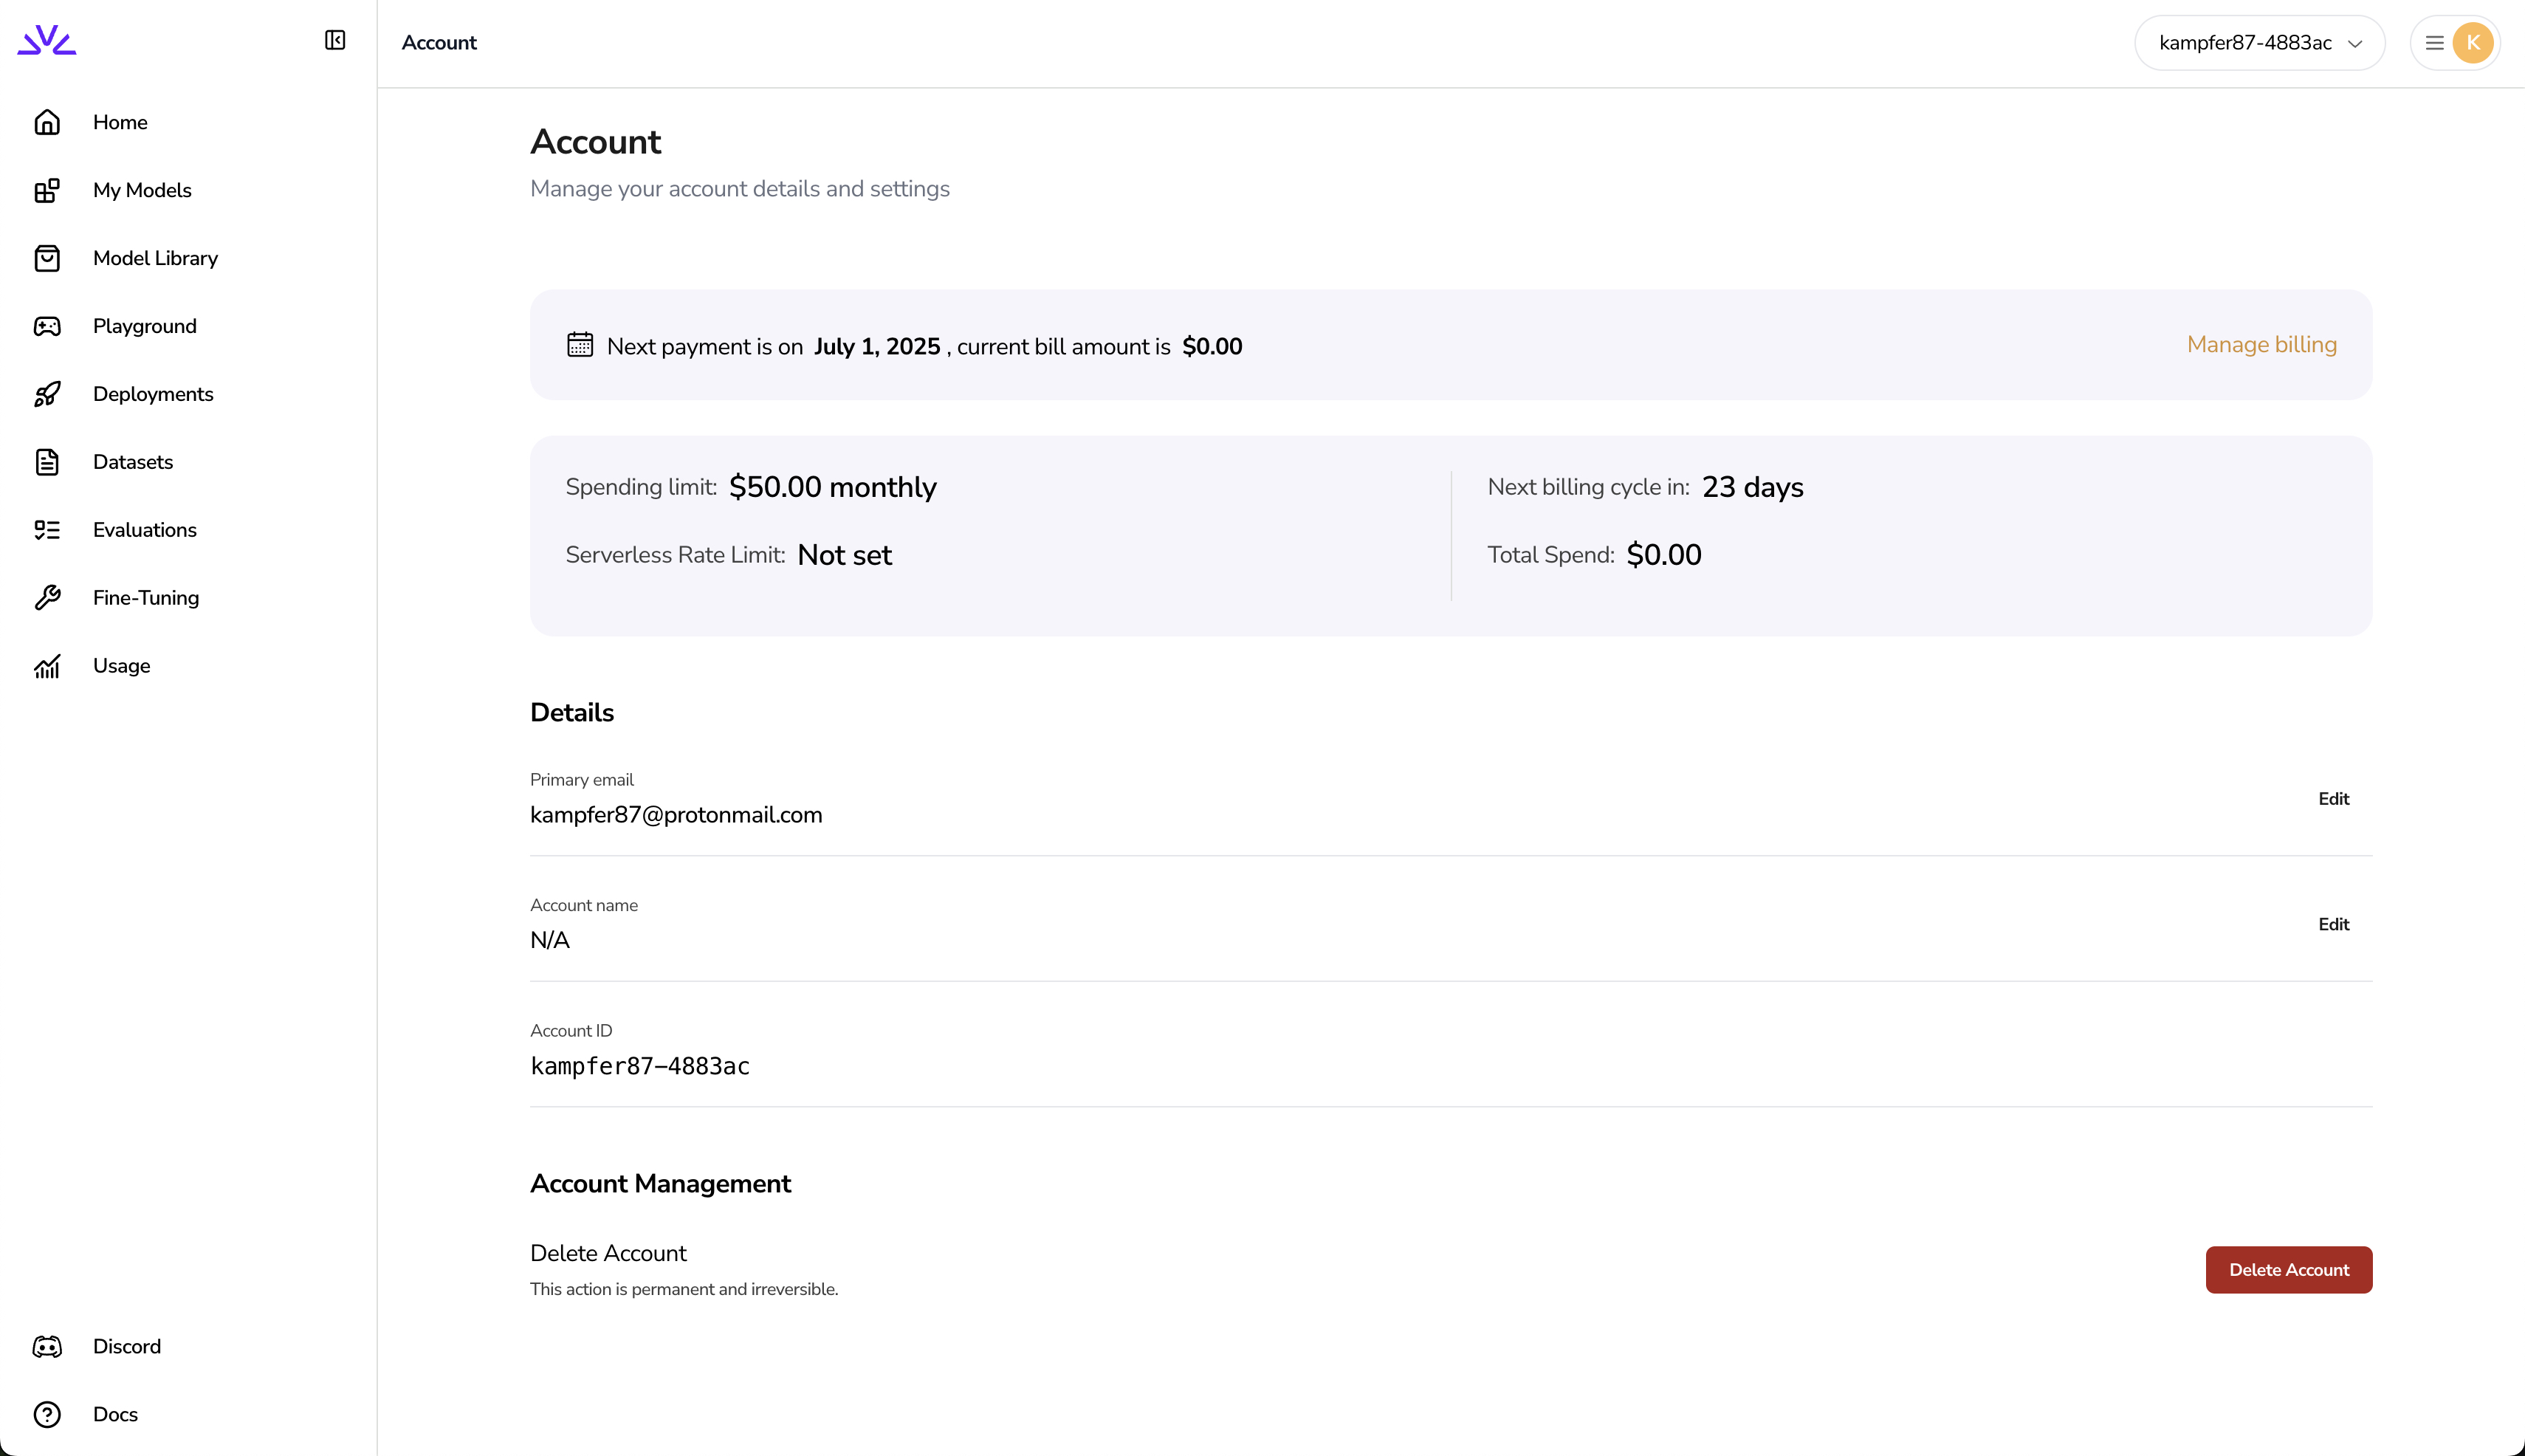 Account
kampfer87-4883ac
K
Home
My Models
Model Library
Playground
Deployments
Datasets
Evaluations
Fine-Tuning
Usage
Discord
Docs
Account
Manage your account details and settings
Next payment is on July 1, 2025 , current bill amount is $0.00
Manage billing
Spending limit: $50.00 monthly
Serverless Rate Limit: Not set
Next billing cycle in: 23 days
Total Spend: $0.00
Details
Primary email
kampfer87@protonmail.com
Edit
Account name
N/A
Edit
Account ID
kampfer87-4883ac
Account Management
Delete Account
This action is permanent and irreversible.
Delete Account